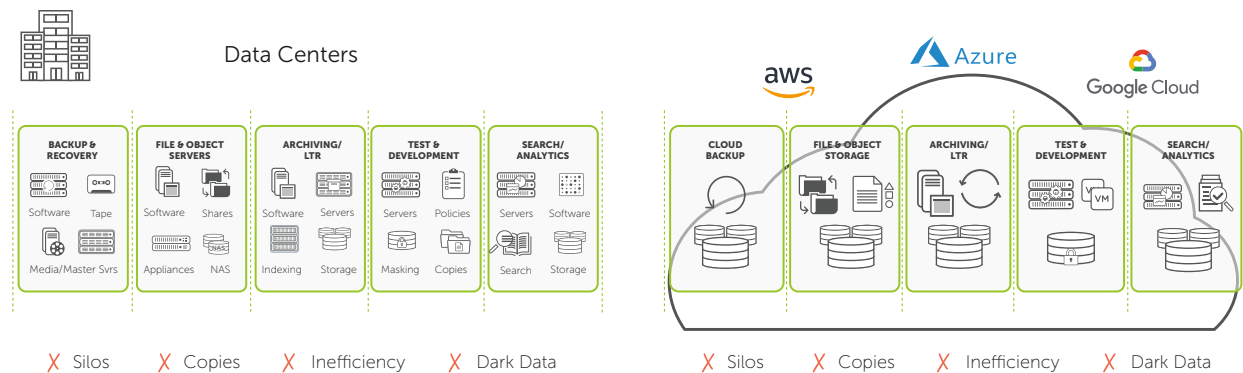 Data Centers
aws
Azure
Google Cloud
BACKUP &
RECOVERY
Software
Tape
Media/Master Svrs
FILE & OBJECT
SERVERS
Software
Shares
Appliances
NAS
NAS
ARCHIVING/
LTR
Software
Servers
Indexing
Storage
TEST &
DEVELOPMENT
Servers
Policies
Masking
Copies
SEARCH/
ANALYTICS
Servers
Software
Search
Storage
CLOUD
BACKUP
FILE & OBJECT
STORAGE
ARCHIVING/
LTR
TEST &
DEVELOPMENT
VM
SEARCH/
ANALYTICS
X Silos
X Copies
X Inefficiency
X Dark Data
X Silos
X Copies
X Inefficiency
X Dark Data